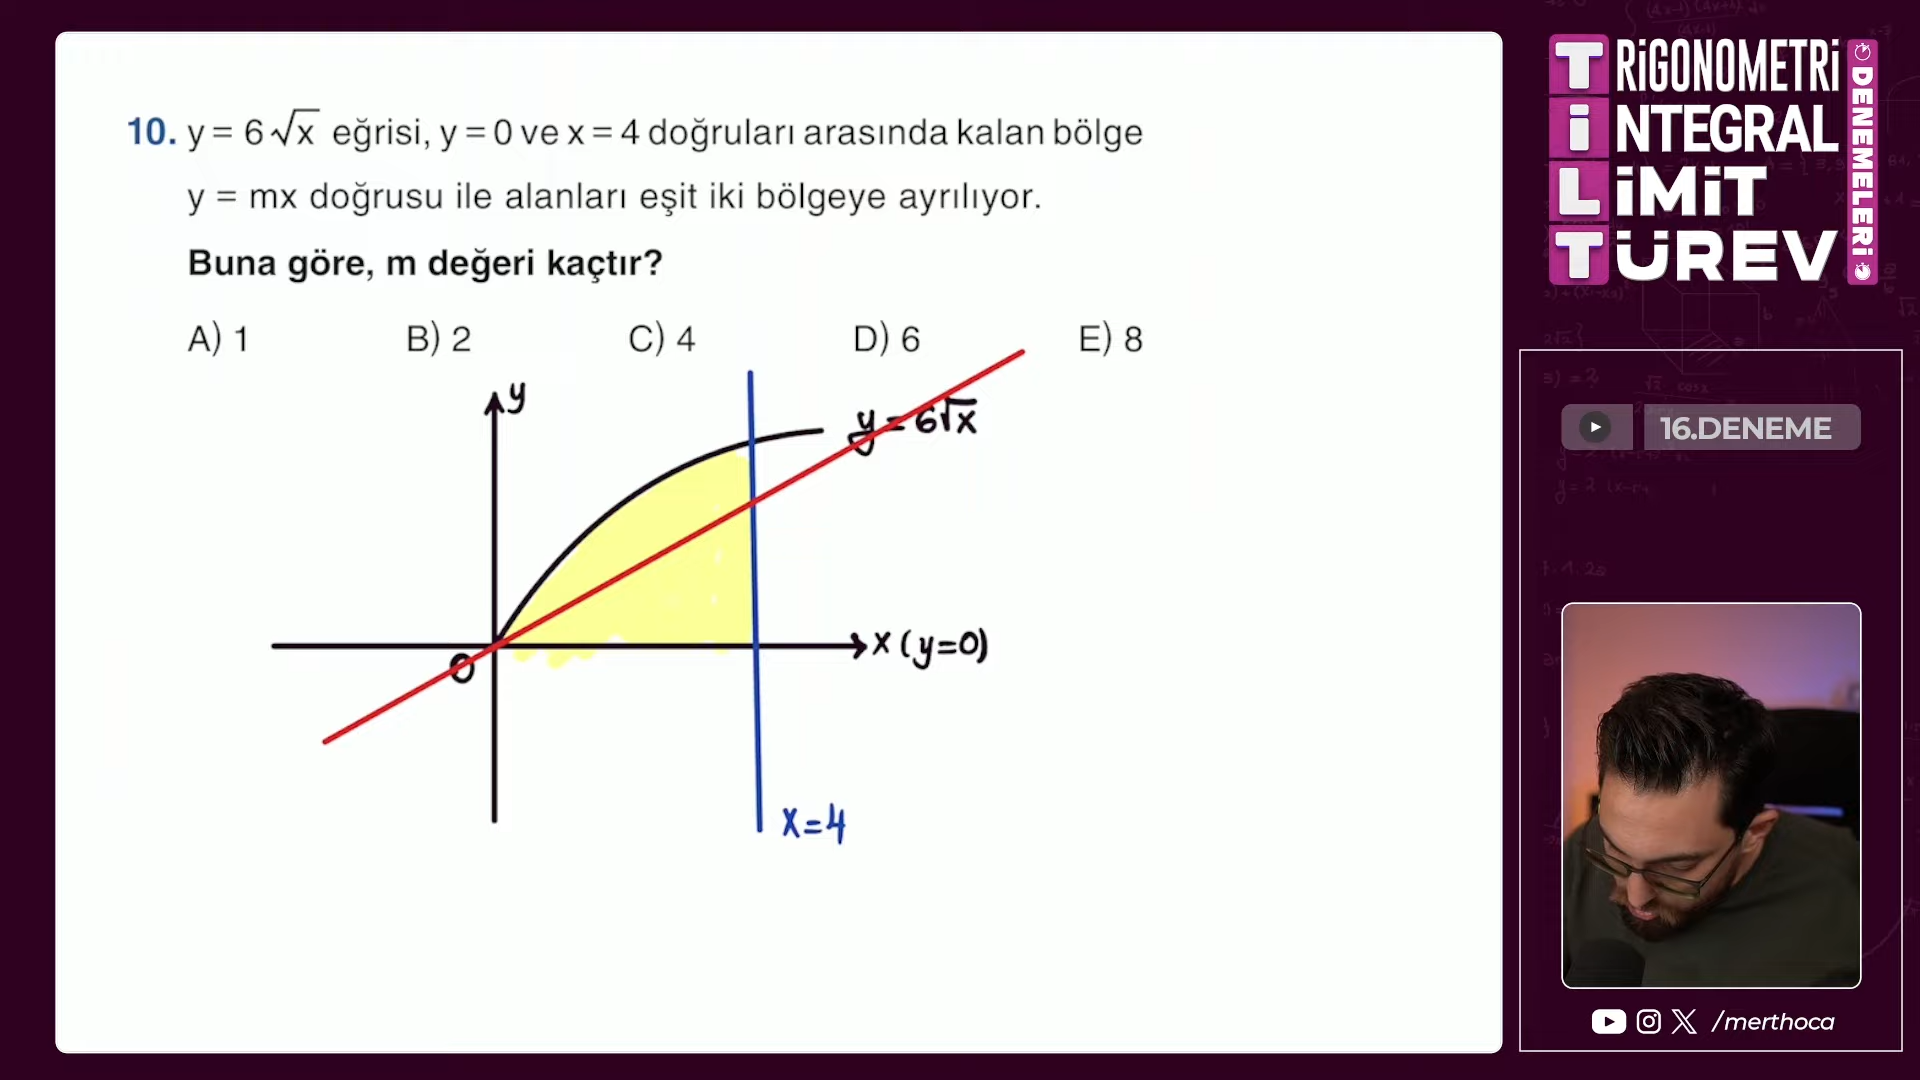 10. y = 6√x eğrisi, y = 0 ve x = 4 doğruları arasında kalan bölge
y = mx doğrusu ile alanları eşit iki bölgeye ayrılıyor.
Buna göre, m değeri kaçtır?
A) 1 B) 2 C) 4 D) 6 E) 8
y
y = 6√x
x (y=0)
O
x=4
TRİGONOMETRİ
İNTEGRAL
LİMİT
TÜREV
DENEMELERİ
16.DENEME
/merthoca